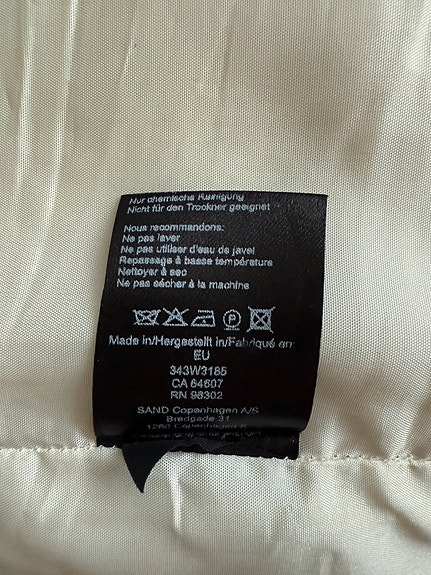 Nur chemische Reinigung
Nicht für den Trockner geeignet
Nous recommandons:
Ne pas laver
Ne pas utiliser d'eau de javel
Repassage à basse température
Nettoyer à sec
Ne pas sécher à la machine
P
Made in/Hergestellt in/Fabriqué en:
EU
343W3185
CA 64607
RN 98302
SAND Copenhagen A/S
Bredgade 31
1260 Copenhagen K